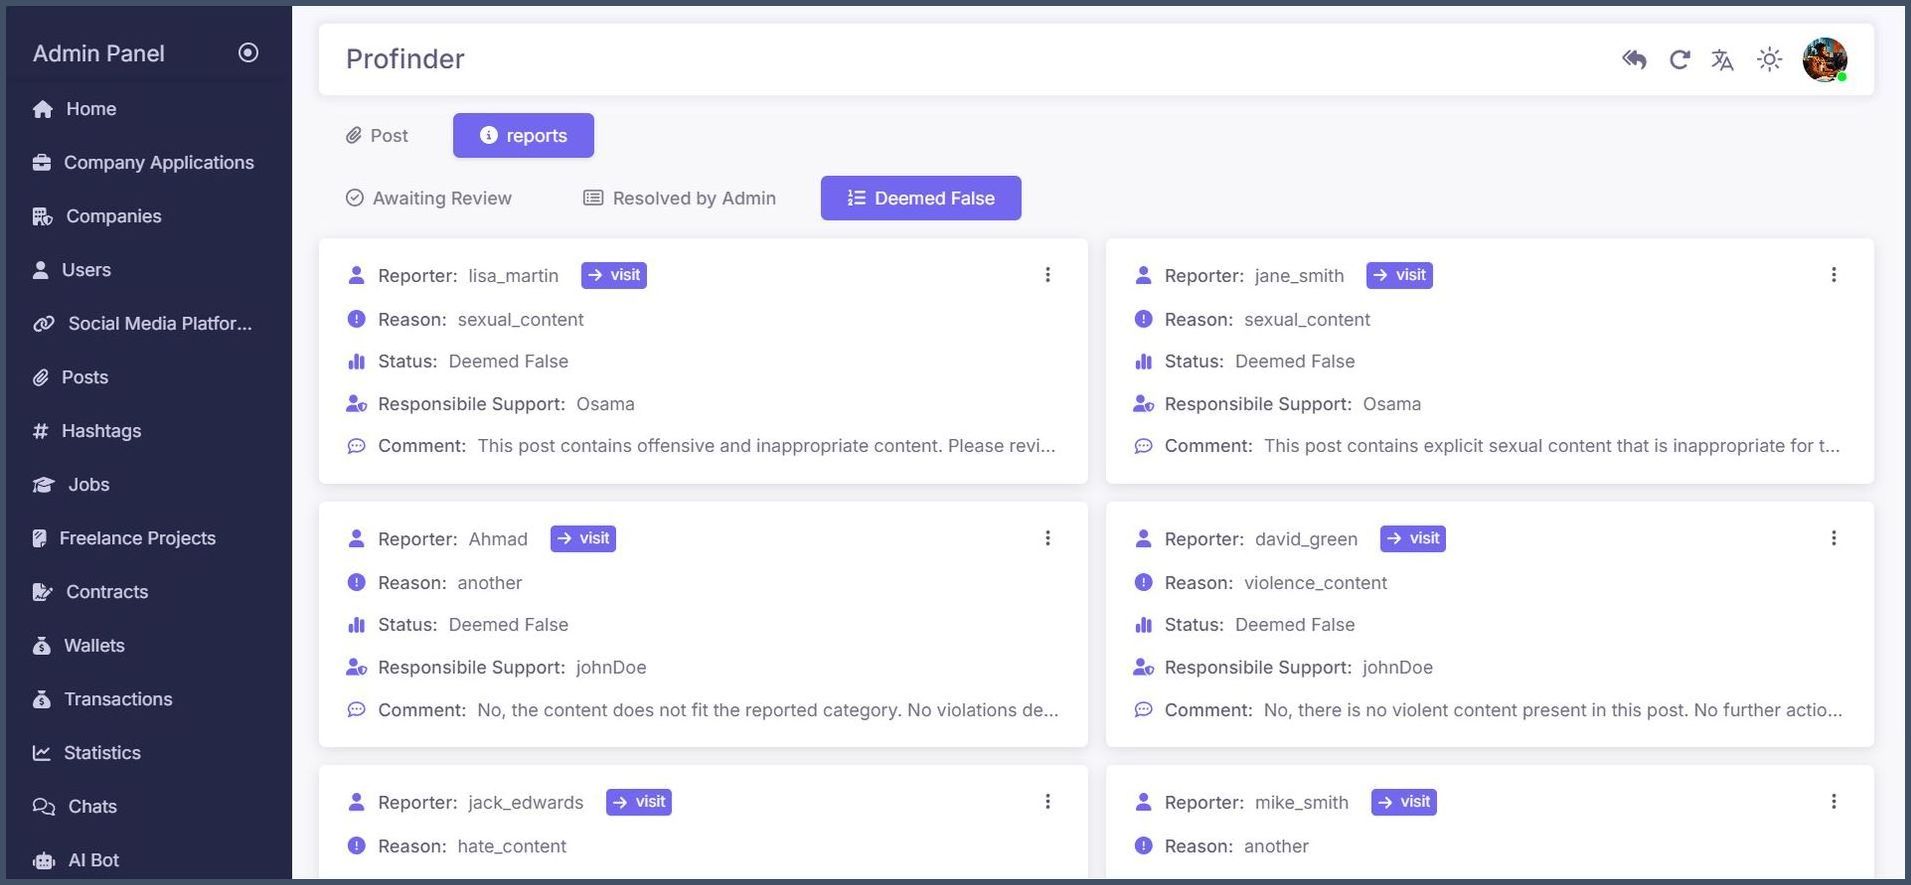 Admin Panel
Home
Company Applications
Companies
Users
Social Media Platfor...
Posts
Hashtags
Jobs
Freelance Projects
Contracts
Wallets
Transactions
Statistics
Chats
AI Bot
Profinder
Post
reports
Awaiting Review
Resolved by Admin
Deemed False
Reporter: lisa_martin visit
Reason: sexual_content
Status: Deemed False
Responsibile Support: Osama
Comment: This post contains offensive and inappropriate content. Please revi...
Reporter: jane_smith visit
Reason: sexual_content
Status: Deemed False
Responsibile Support: Osama
Comment: This post contains explicit sexual content that is inappropriate for t...
Reporter: Ahmad visit
Reason: another
Status: Deemed False
Responsibile Support: johnDoe
Comment: No, the content does not fit the reported category. No violations de...
Reporter: david_green visit
Reason: violence_content
Status: Deemed False
Responsibile Support: johnDoe
Comment: No, there is no violent content present in this post. No further actio...
Reporter: jack_edwards visit
Reason: hate_content
Reporter: mike_smith visit
Reason: another